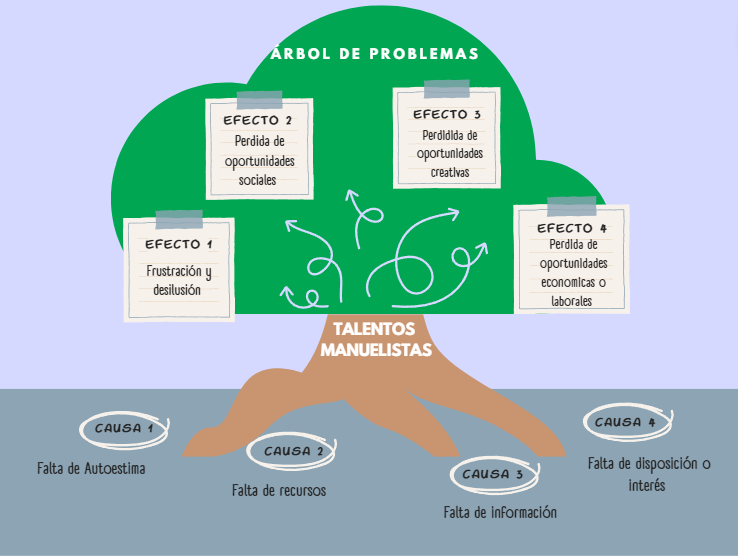 ÁRBOL DE PROBLEMAS
EFECTO 2
Perdida de
oportunidades
sociales
EFECTO 3
Perdidida de
oportunidades
creativas
EFECTO 1
Frustración y
desilusión
EFECTO 4
Perdida de
oportunidades
economicas o
laborales
TALENTOS
MANUELISTAS
CAUSA 1
Falta de Autoestima
CAUSA 2
Falta de recursos
CAUSA 3
Falta de información
CAUSA 4
Falta de disposición o
interés